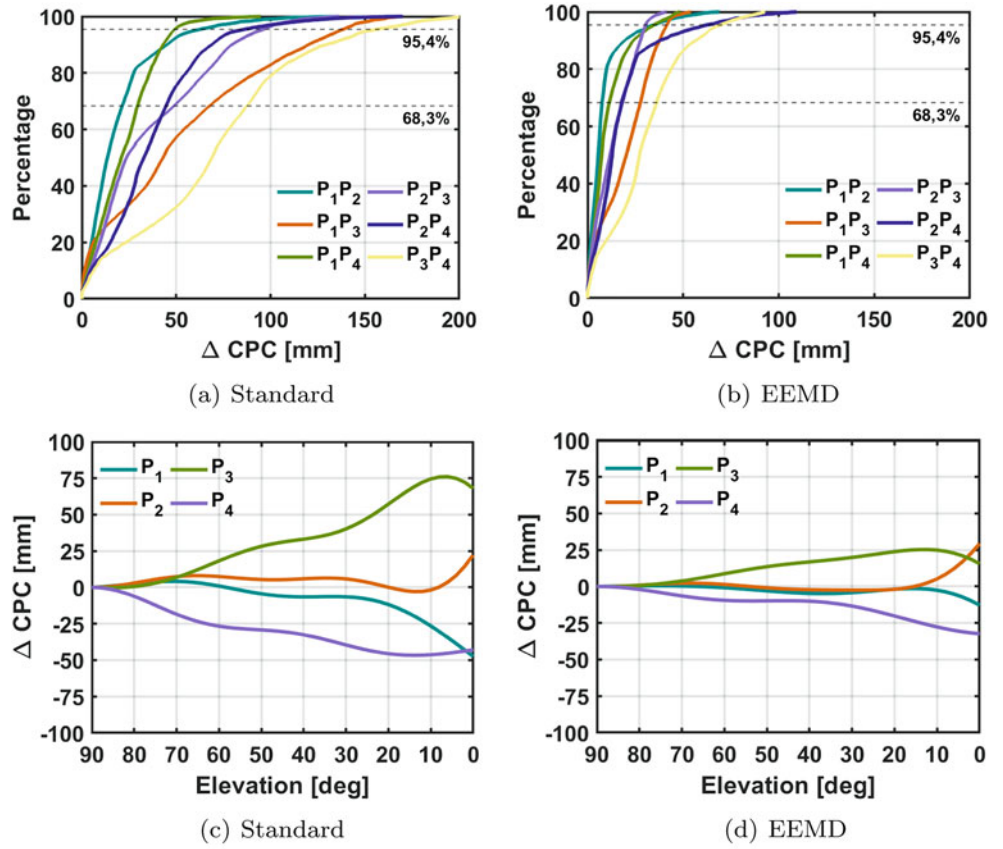 100
80
60
40
20
0
Percentage
95,4%
68,3%
P1P2 P2P3
P1P3 P2P4
P1P4 P3P4
0 50 100 150 200
Δ CPC [mm]
(a) Standard
100
80
60
40
20
0
Percentage
95,4%
68,3%
P1P2 P2P3
P1P3 P2P4
P1P4 P3P4
0 50 100 150 200
Δ CPC [mm]
(b) EEMD
100
75
50
25
0
-25
-50
-75
-100
Δ CPC [mm]
P1 P3
P2 P4
90 80 70 60 50 40 30 20 10 0
Elevation [deg]
(c) Standard
100
75
50
25
0
-25
-50
-75
-100
Δ CPC [mm]
P1 P3
P2 P4
90 80 70 60 50 40 30 20 10 0
Elevation [deg]
(d) EEMD